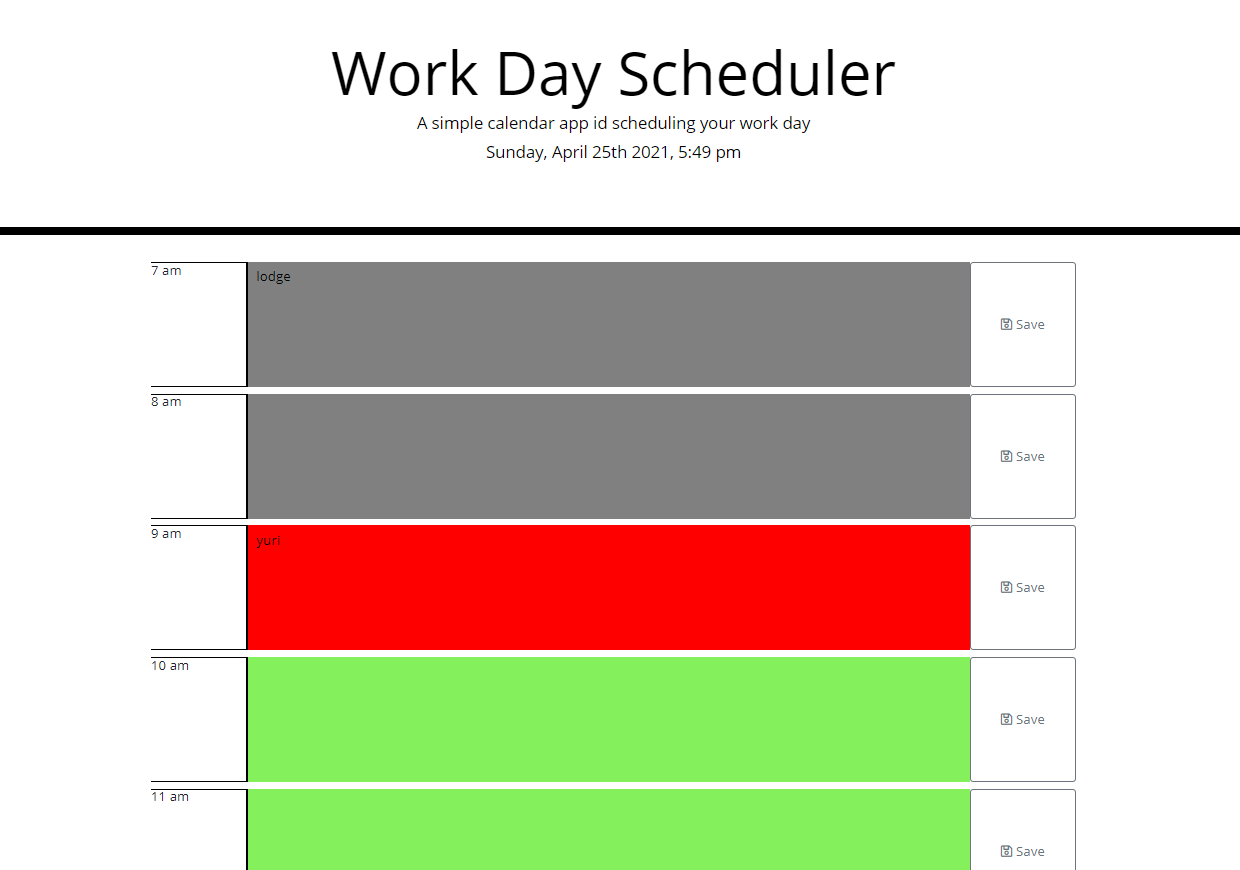 Work Day Scheduler
A simple calendar app id scheduling your work day
Sunday, April 25th 2021, 5:49 pm
7 am
lodge
Save
8 am
Save
9 am
yuri
Save
10 am
Save
11 am
Save